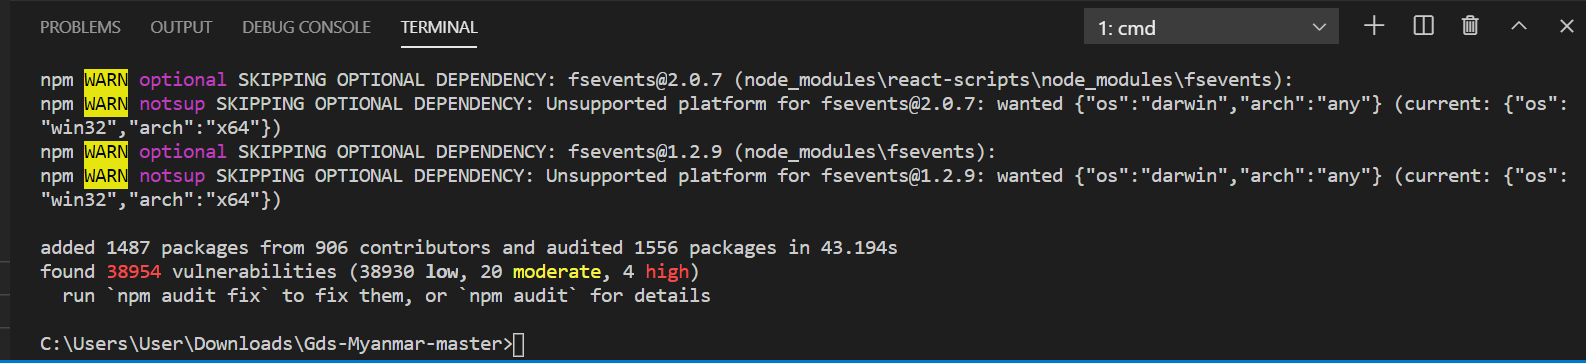 PROBLEMS OUTPUT DEBUG CONSOLE TERMINAL 1: cmd
npm WARN optional SKIPPING OPTIONAL DEPENDENCY: fsevents@2.0.7 (node_modules\react-scripts\node_modules\fsevents):
npm WARN notsup SKIPPING OPTIONAL DEPENDENCY: Unsupported platform for fsevents@2.0.7: wanted {"os":"darwin","arch":"any"} (current: {"os":
"win32","arch":"x64"})
npm WARN optional SKIPPING OPTIONAL DEPENDENCY: fsevents@1.2.9 (node_modules\fsevents):
npm WARN notsup SKIPPING OPTIONAL DEPENDENCY: Unsupported platform for fsevents@1.2.9: wanted {"os":"darwin","arch":"any"} (current: {"os":
"win32","arch":"x64"})
added 1487 packages from 906 contributors and audited 1556 packages in 43.194s
found 38954 vulnerabilities (38930 low, 20 moderate, 4 high)
run `npm audit fix` to fix them, or `npm audit` for details
C:\Users\User\Downloads\Gds-Myanmar-master>